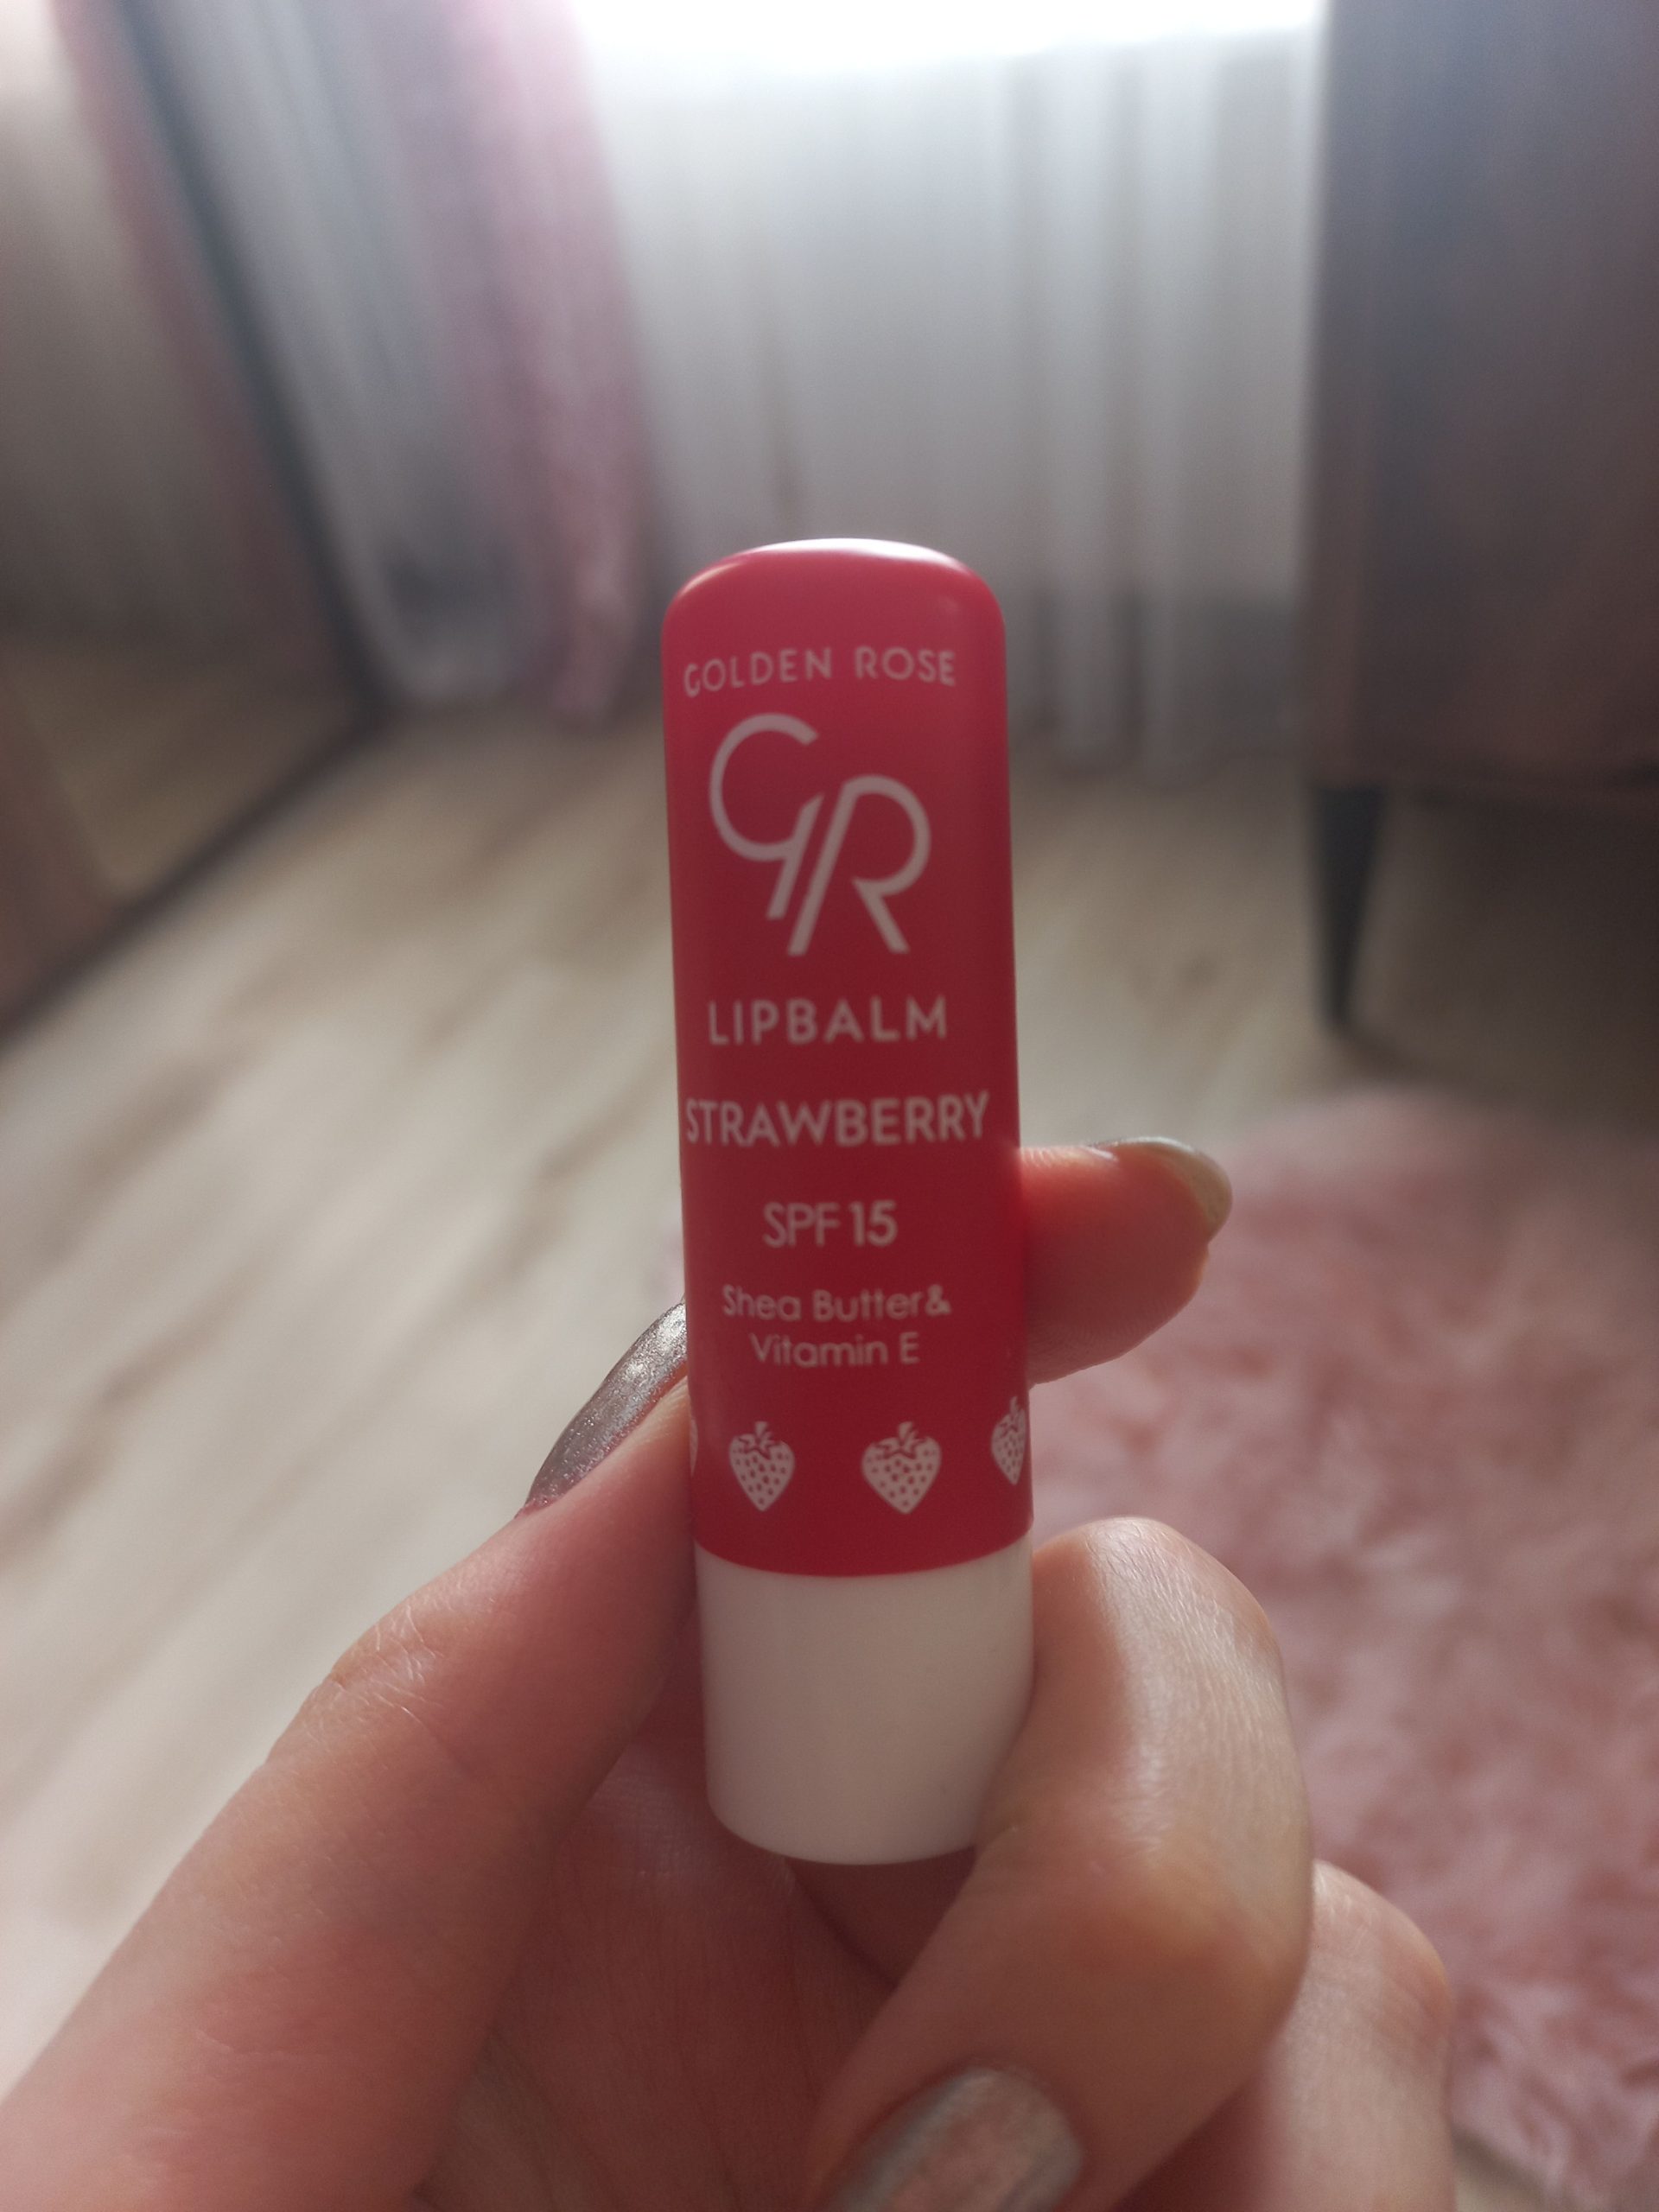 GOLDEN ROSE
GR
LIPBALM
STRAWBERRY
SPF 15
Shea Butter &
Vitamin E